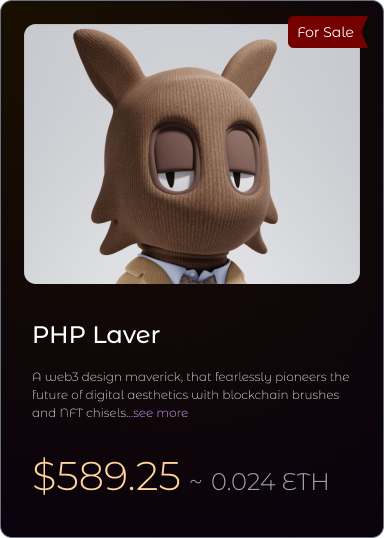 For Sale
PHP Laver
A web3 design maverick, that fearlessly pioneers the
future of digital aesthetics with blockchain brushes
and NFT chisels...see more
$589.25 ~ 0.024 ETH